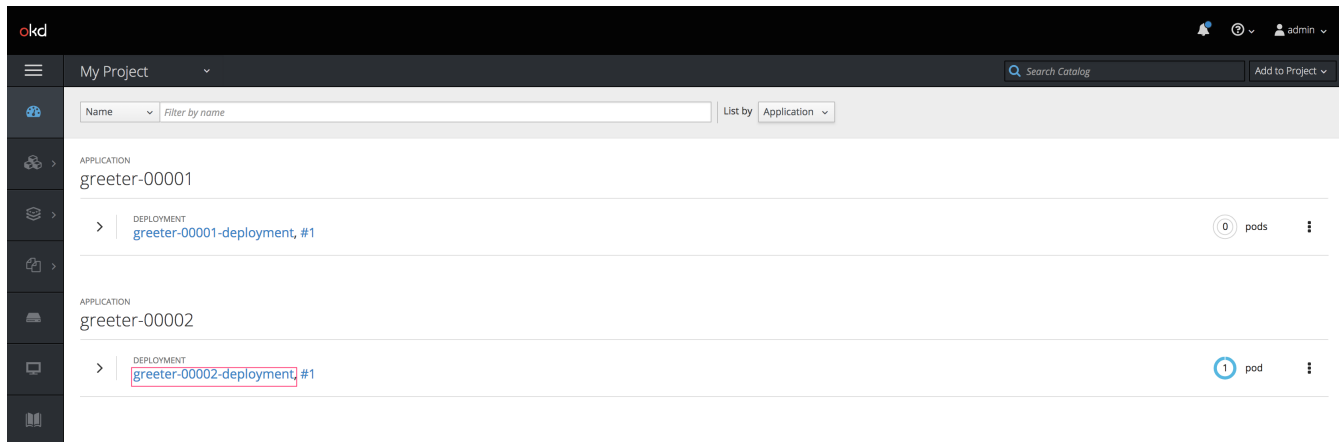 okd
admin
My Project
Search Catalog
Add to Project
Name
Filter by name
List by
Application
APPLICATION
greeter-00001
DEPLOYMENT
greeter-00001-deployment, #1
0 pods
APPLICATION
greeter-00002
DEPLOYMENT
greeter-00002-deployment, #1
1 pod